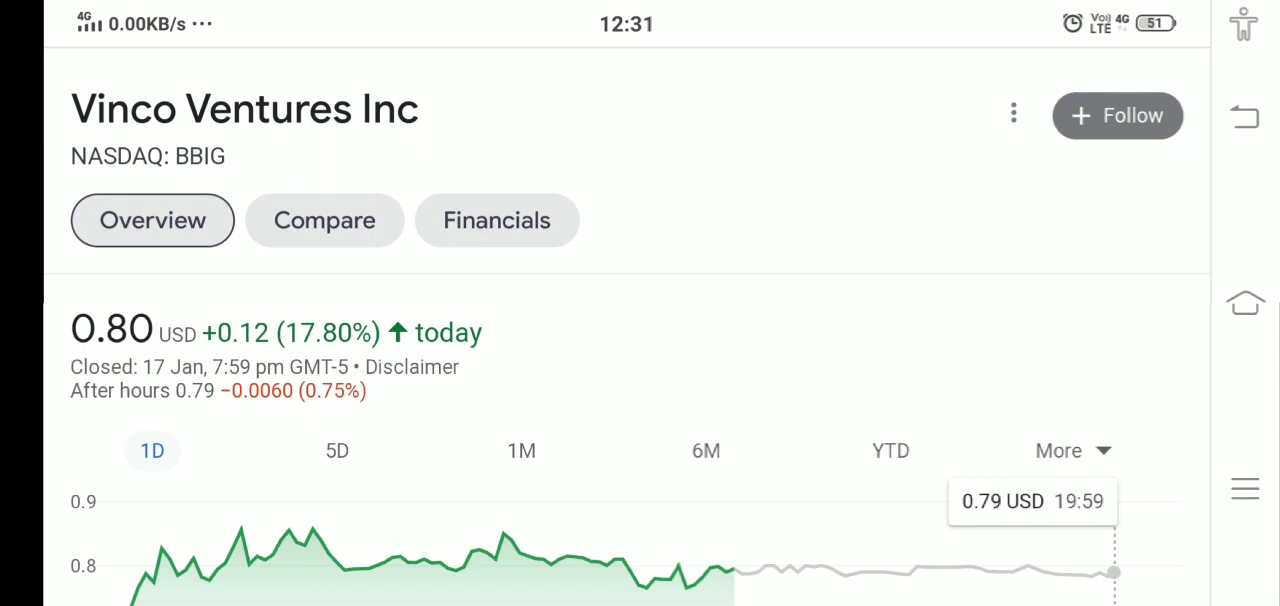 4G 0.00KB/s ··· 12:31 Vo)) LTE 4G 51
Vinco Ventures Inc
+ Follow
NASDAQ: BBIG
Overview Compare Financials
0.80 USD +0.12 (17.80%) ↑ today
Closed: 17 Jan, 7:59 pm GMT-5 • Disclaimer
After hours 0.79 −0.0060 (0.75%)
1D 5D 1M 6M YTD More
0.79 USD 19:59
0.9
0.8